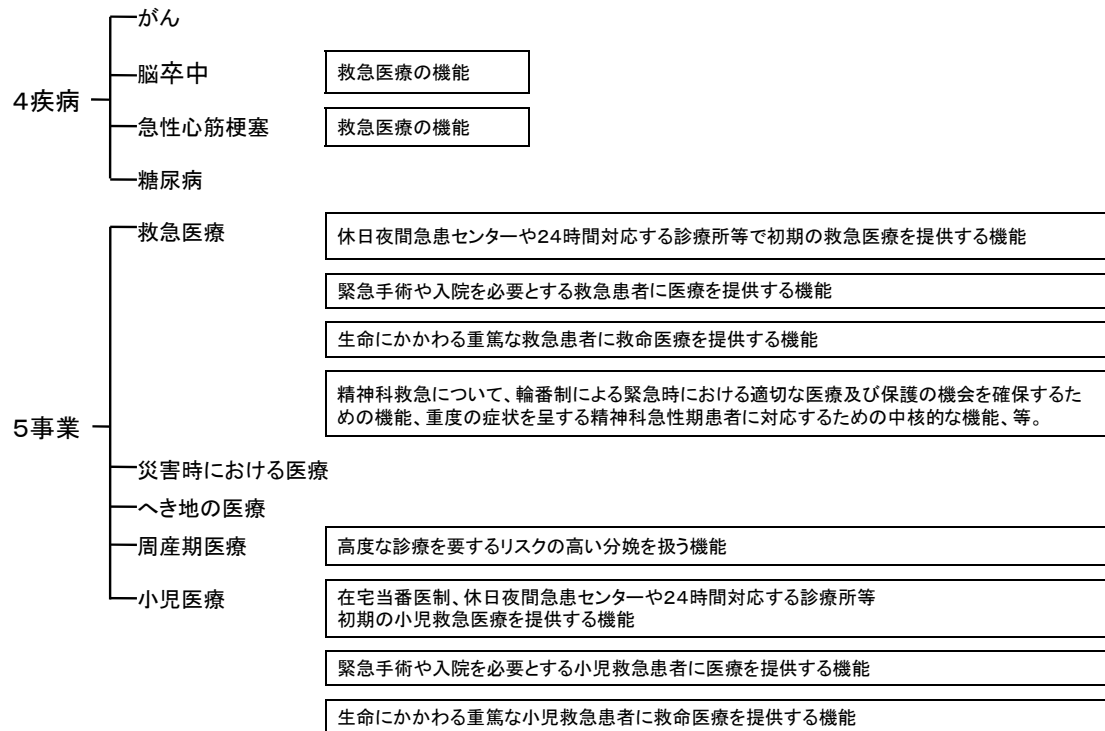 がん
4疾病
脳卒中
救急医療の機能
急性心筋梗塞
救急医療の機能
糖尿病
5事業
救急医療
休日夜間急患センターや24時間対応する診療所等で初期の救急医療を提供する機能
緊急手術や入院を必要とする救急患者に医療を提供する機能
生命にかかわる重篤な救急患者に救命医療を提供する機能
精神科救急について、輪番制による緊急時における適切な医療及び保護の機会を確保するた
めの機能、重度の症状を呈する精神科急性期患者に対応するための中核的な機能、等。
災害時における医療
へき地の医療
周産期医療
高度な診療を要するリスクの高い分娩を扱う機能
小児医療
在宅当番医制、休日夜間急患センターや24時間対応する診療所等
初期の小児救急医療を提供する機能
緊急手術や入院を必要とする小児救急患者に医療を提供する機能
生命にかかわる重篤な小児救急患者に救命医療を提供する機能